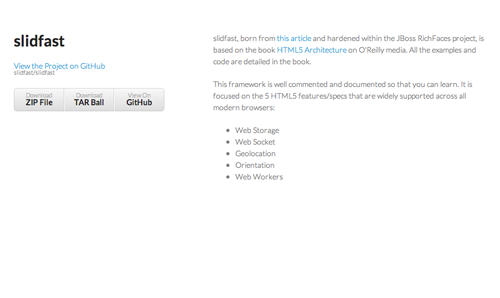 slidfast
View the Project on GitHub
slidfast/slidfast
Download
ZIP File
Download
TAR Ball
View On
GitHub
slidfast, born from this article and hardened within the JBoss RichFaces project, is
based on the book HTML5 Architecture on O'Reilly media. All the examples and
code are detailed in the book.
This framework is well commented and documented so that you can learn. It is
focused on the 5 HTML5 features/specs that are widely supported across all
modern browsers:
Web Storage
Web Socket
Geolocation
Orientation
Web Workers